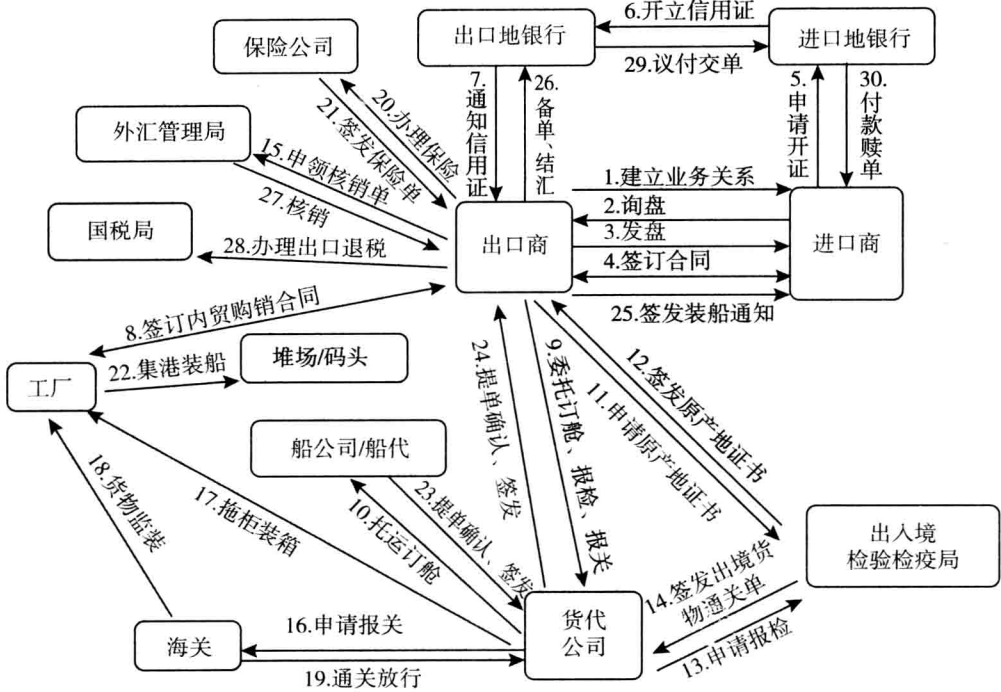 6.开立信用证
保险公司
出口地银行
进口地银行
29.议付交单
7.通知信用证
26.备单、结汇
5.申请开证
30.付款赎单
20.办理保险
21.签发保险单
外汇管理局
15.申领核销单
27.核销
1.建立业务关系
2.询盘
国税局
28.办理出口退税
出口商
3.发盘
进口商
4.签订合同
25.签发装船通知
8.签订内贸购销合同
堆场/码头
工厂
22.集港装船
24.提单确认、签发
9.委托订舱、报检、报关
12.签发原产地证书
11.申请原产地证书
船公司/船代
18.货物监装
17.拖柜装箱
23.提单确认、签发
10.托运订舱
出入境
检验检疫局
14.签发出境货
物通关单
货代
公司
16.申请报关
海关
13.申请报检
19.通关放行